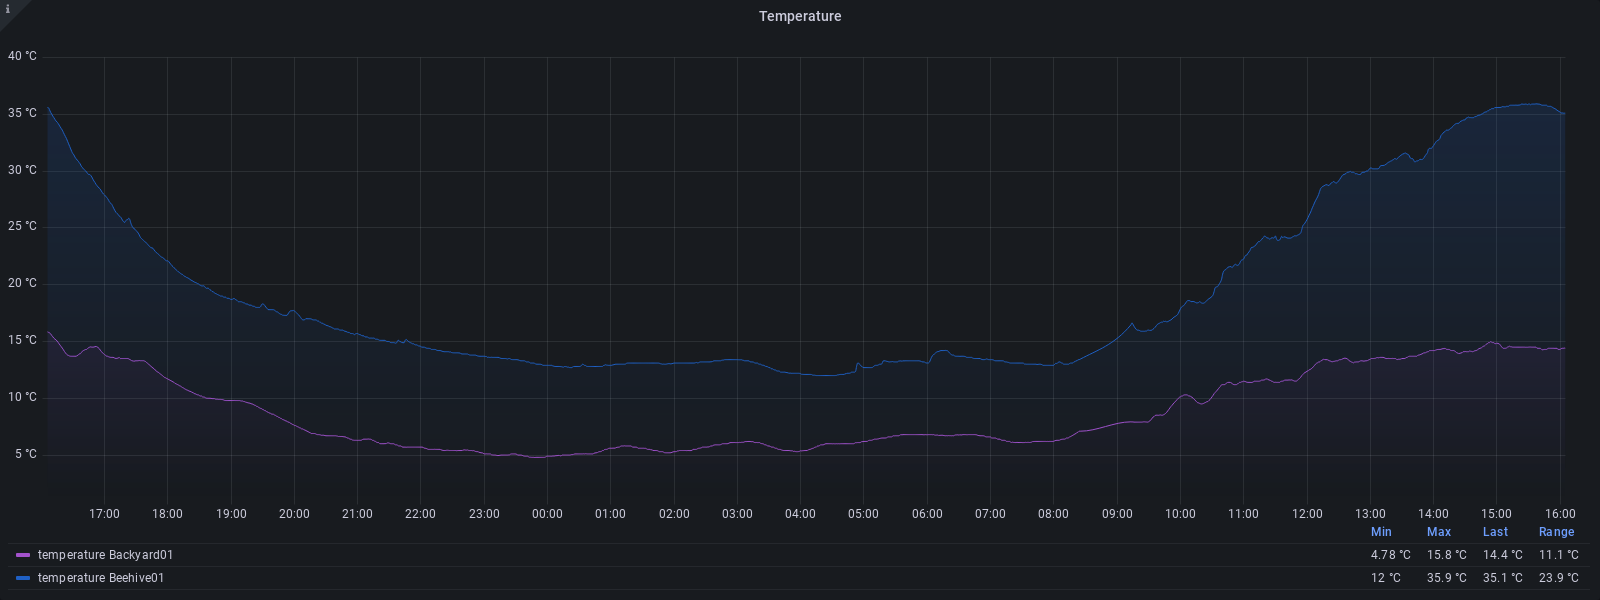 i
Temperature
40 °C
35 °C
30 °C
25 °C
20 °C
15 °C
10 °C
5 °C
17:00 18:00 19:00 20:00 21:00 22:00 23:00 00:00 01:00 02:00 03:00 04:00 05:00 06:00 07:00 08:00 09:00 10:00 11:00 12:00 13:00 14:00 15:00 16:00
Min Max Last Range
temperature Backyard01 4.78 °C 15.8 °C 14.4 °C 11.1 °C
temperature Beehive01 12 °C 35.9 °C 35.1 °C 23.9 °C